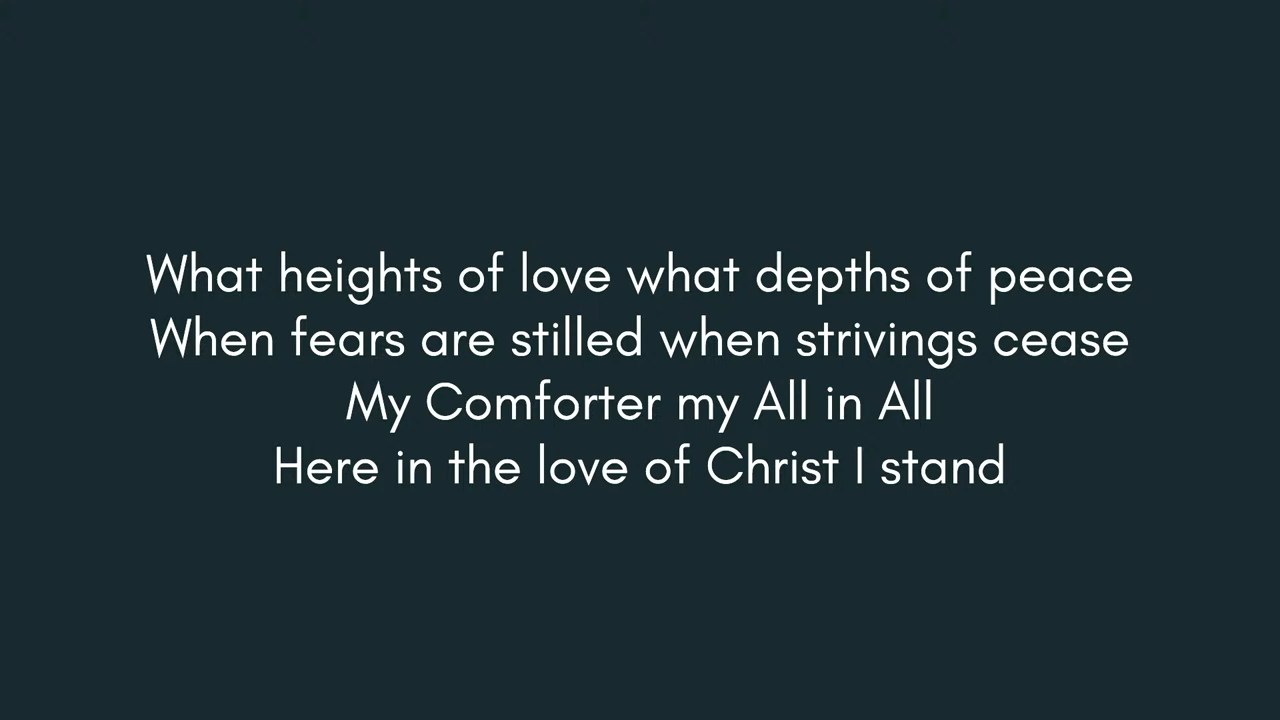 What heights of love what depths of peace
When fears are stilled when strivings cease
My Comforter my All in All
Here in the love of Christ I stand